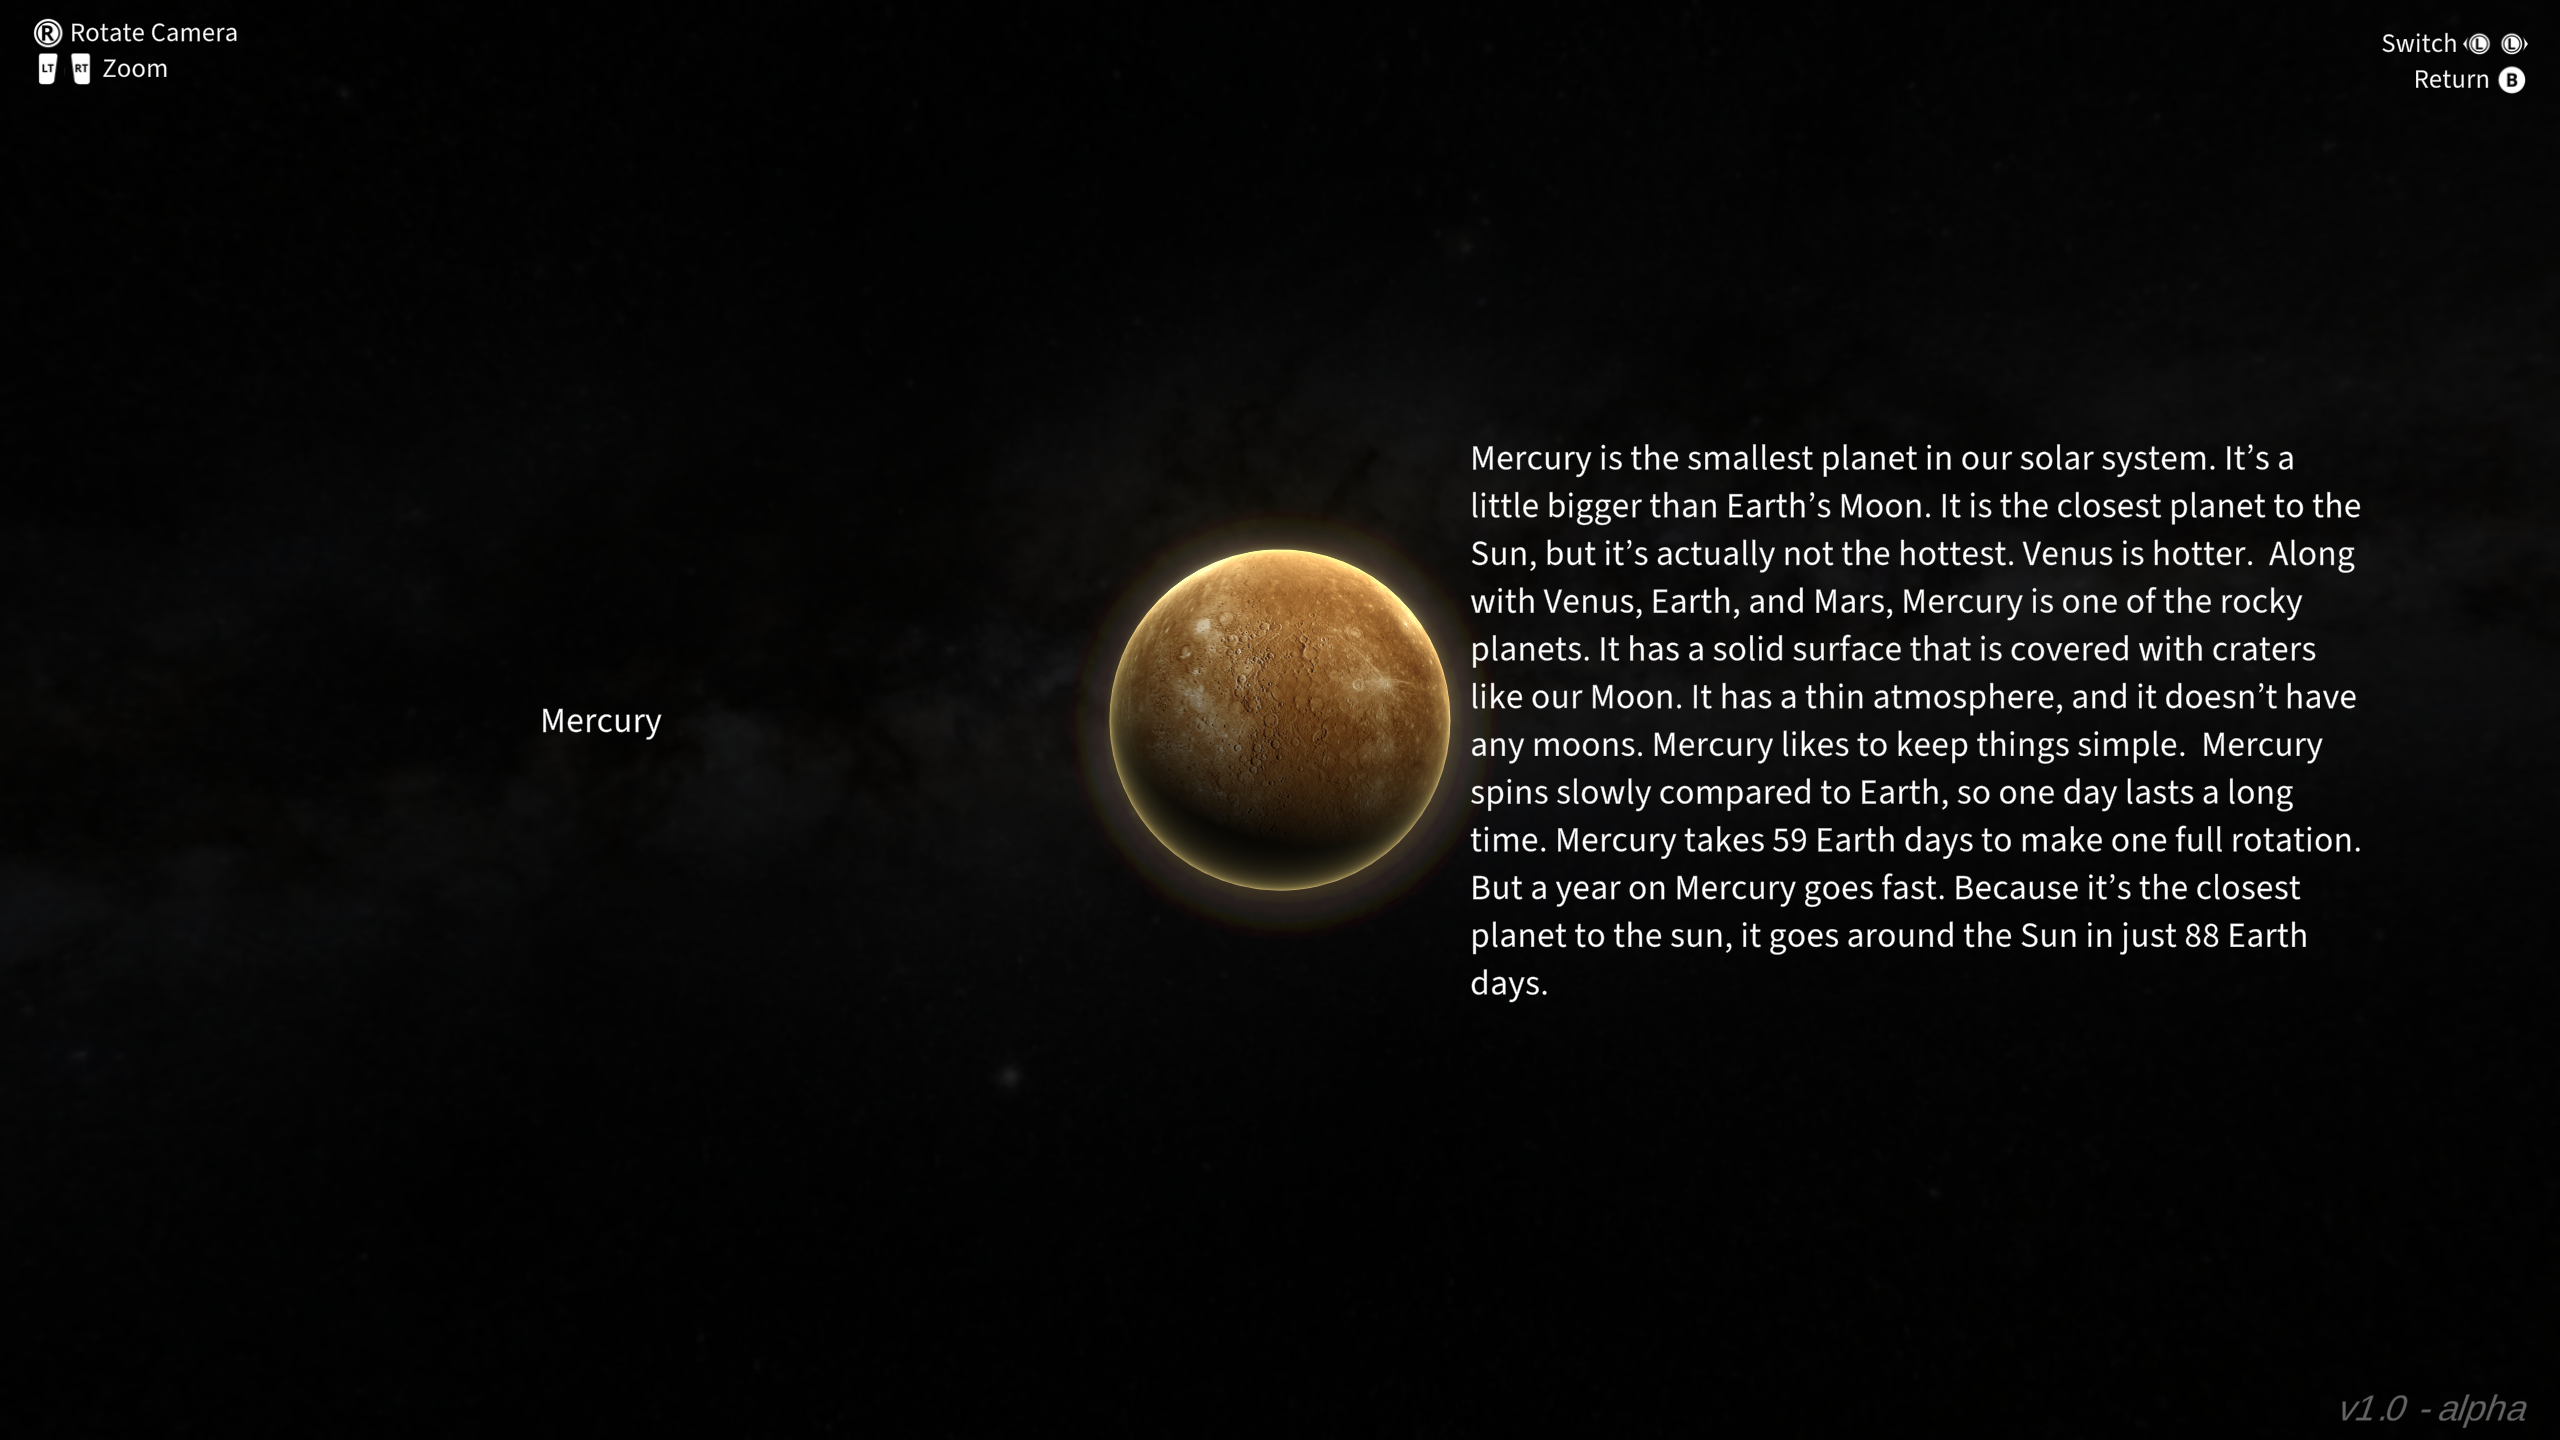 R Rotate Camera
LT RT Zoom
Switch L L
Return B
Mercury
Mercury is the smallest planet in our solar system. It’s a
little bigger than Earth’s Moon. It is the closest planet to the
Sun, but it’s actually not the hottest. Venus is hotter.  Along
with Venus, Earth, and Mars, Mercury is one of the rocky
planets. It has a solid surface that is covered with craters
like our Moon. It has a thin atmosphere, and it doesn’t have
any moons. Mercury likes to keep things simple.  Mercury
spins slowly compared to Earth, so one day lasts a long
time. Mercury takes 59 Earth days to make one full rotation.
But a year on Mercury goes fast. Because it’s the closest
planet to the sun, it goes around the Sun in just 88 Earth
days.
v1.0 - alpha